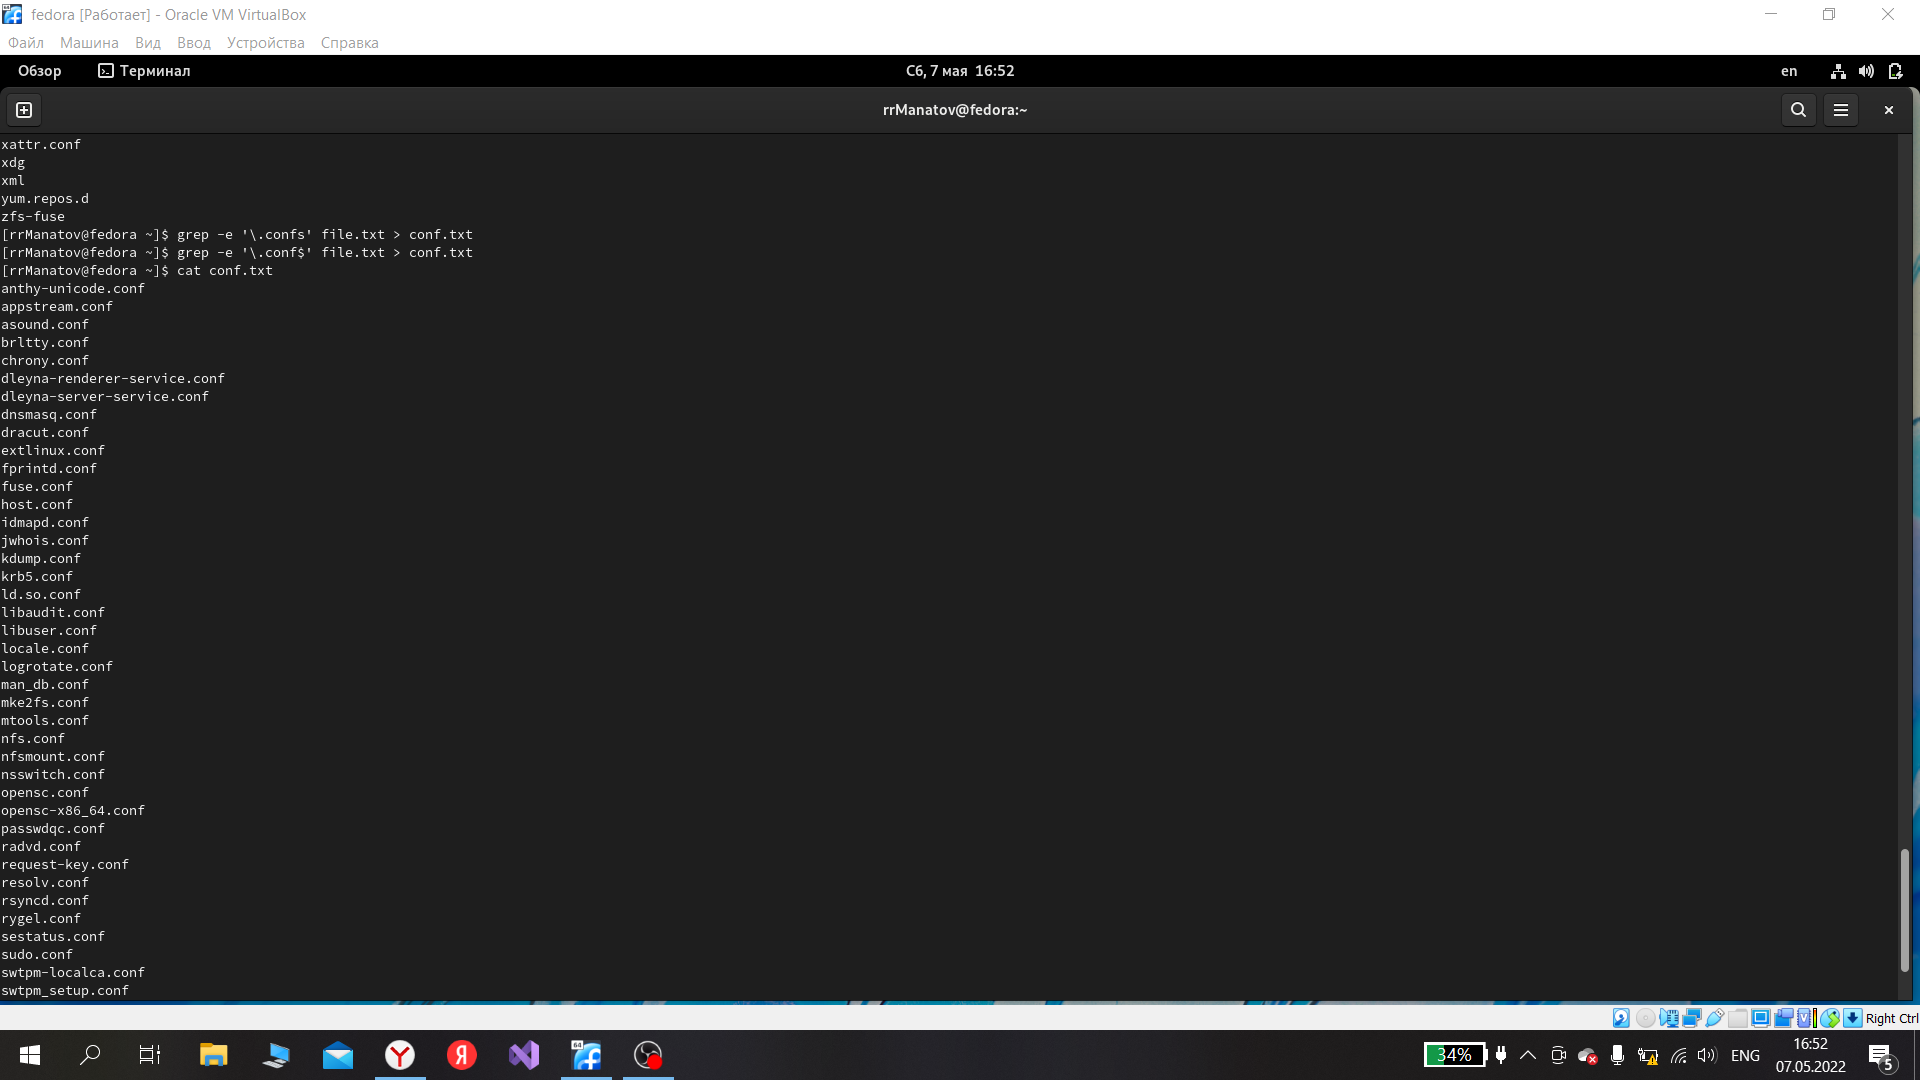 fedora [Работает] - Oracle VM VirtualBox
Файл Машина Вид Ввод Устройства Справка
Обзор Терминал Сб, 7 мая 16:52 en
rrManatov@fedora:~
xattr.conf
xdg
xml
yum.repos.d
zfs-fuse
[rrManatov@fedora ~]$ grep -e '\.confs' file.txt > conf.txt
[rrManatov@fedora ~]$ grep -e '\.conf$' file.txt > conf.txt
[rrManatov@fedora ~]$ cat conf.txt
anthy-unicode.conf
appstream.conf
asound.conf
brltty.conf
chrony.conf
dleyna-renderer-service.conf
dleyna-server-service.conf
dnsmasq.conf
dracut.conf
extlinux.conf
fprintd.conf
fuse.conf
host.conf
idmapd.conf
jwhois.conf
kdump.conf
krb5.conf
ld.so.conf
libaudit.conf
libuser.conf
locale.conf
logrotate.conf
man_db.conf
mke2fs.conf
mtools.conf
nfs.conf
nfsmount.conf
nsswitch.conf
opensc.conf
opensc-x86_64.conf
passwdqc.conf
radvd.conf
request-key.conf
resolv.conf
rsyncd.conf
rygel.conf
sestatus.conf
sudo.conf
swtpm-localca.conf
swtpm_setup.conf
Right Ctrl
34% ENG 16:52
07.05.2022
5